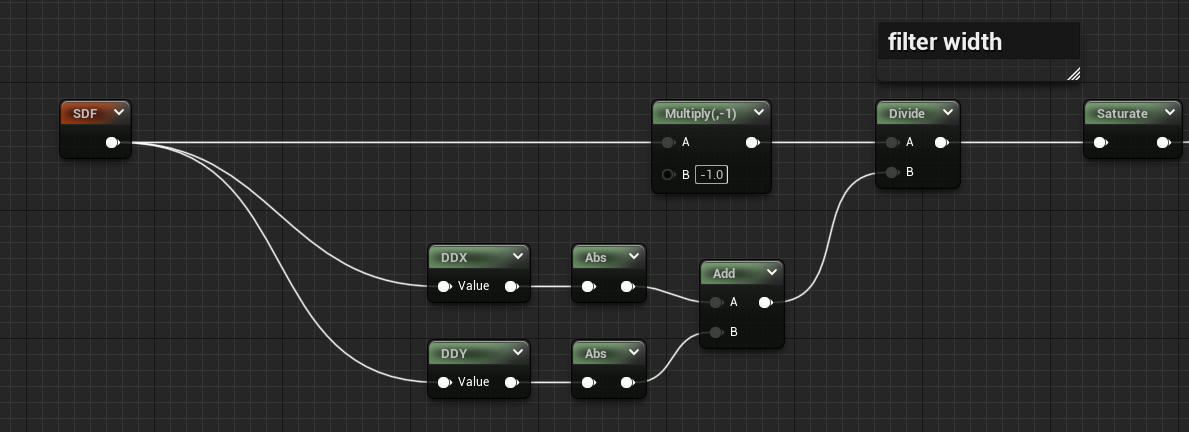 filter width
SDF
Multiply(,-1)
A
B -1.0
Divide
A
B
Saturate
DDX
Value
Abs
Add
A
B
DDY
Value
Abs